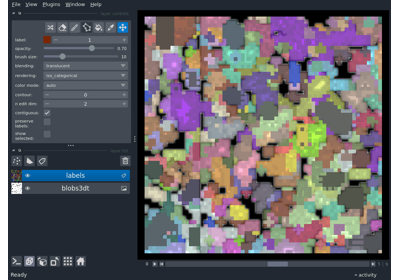 File View Plugins Window Help
label: 1
opacity: 0.70
brush size: 10
blending: translucent
rendering: iso_categorical
color mode: auto
contour: 0
n edit dim: 2
contiguous:
preserve labels:
show selected:
labels
blobs3dt
Ready
activity